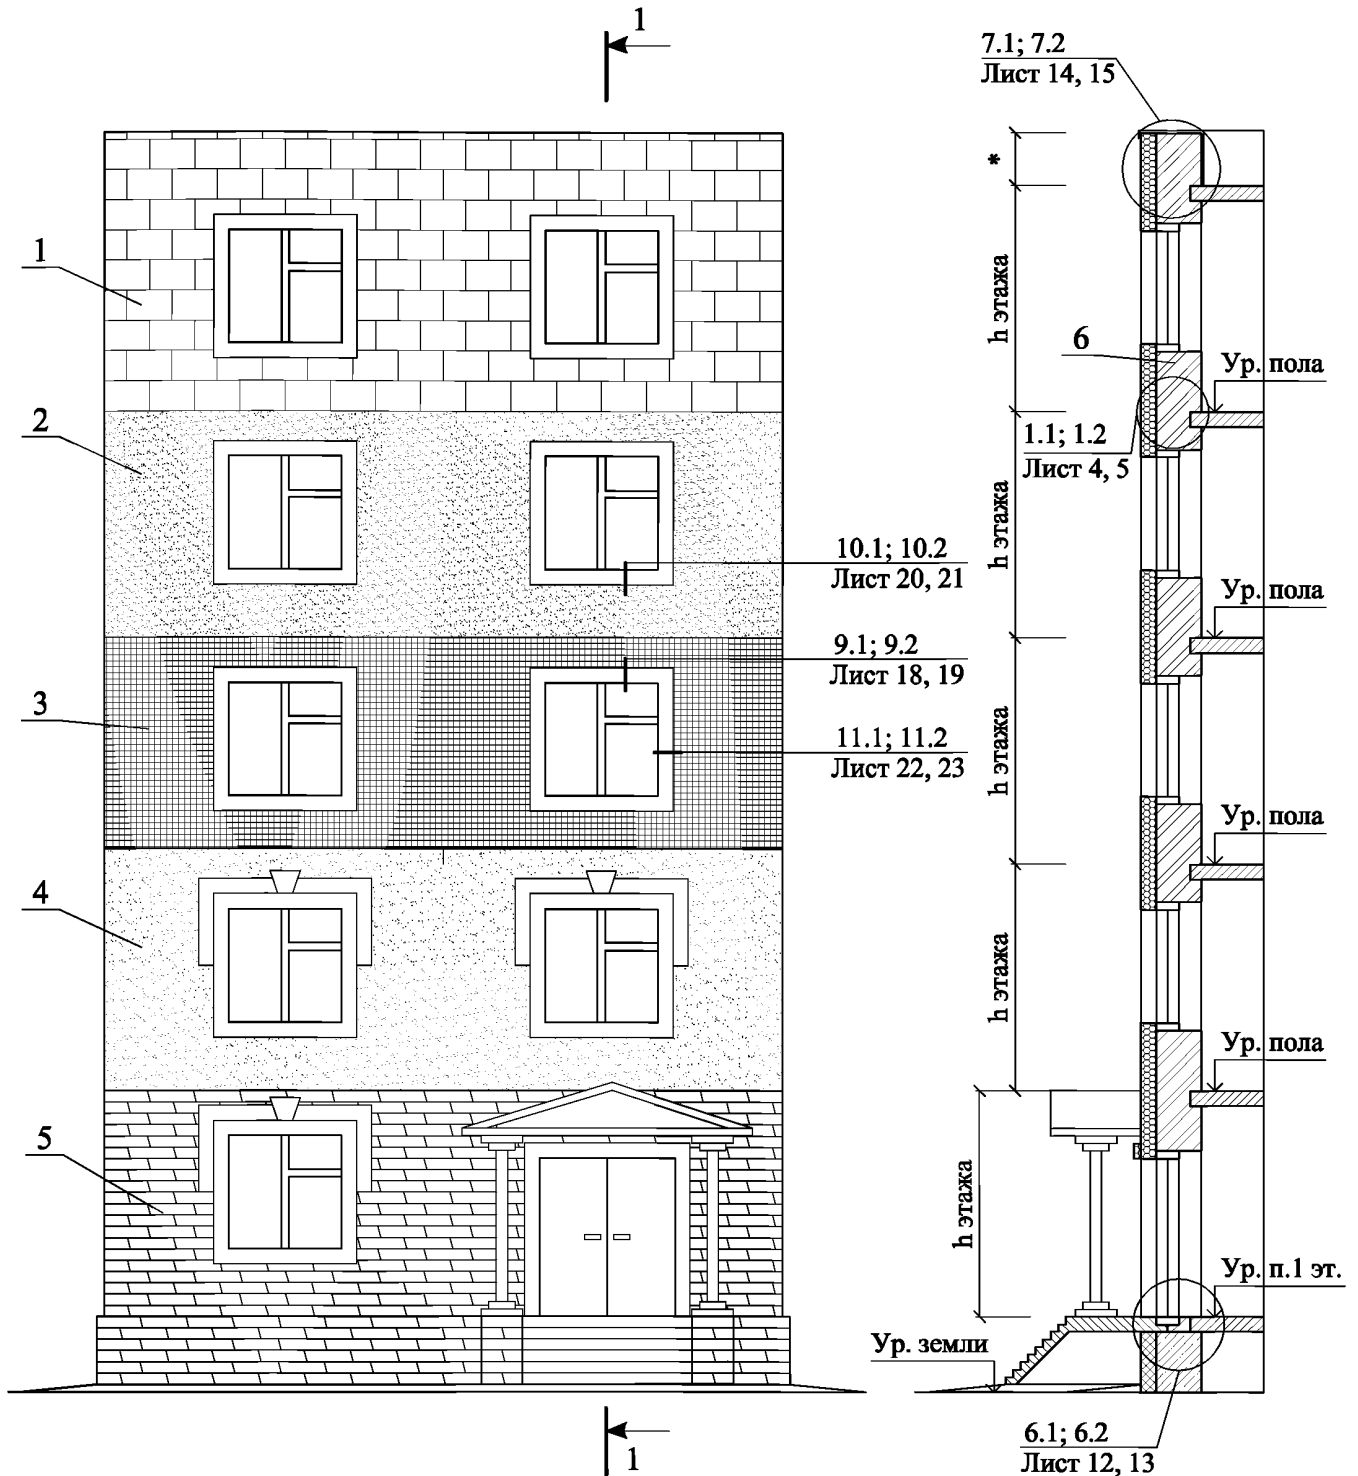 1
7.1; 7.2
Лист 14, 15
*
1
h этажа
6
Ур. пола
2
1.1; 1.2
Лист 4, 5
h этажа
10.1; 10.2
Лист 20, 21
Ур. пола
9.1; 9.2
Лист 18, 19
3
11.1; 11.2
Лист 22, 23
h этажа
Ур. пола
4
h этажа
Ур. пола
5
h этажа
Ур. п.1 эт.
Ур. земли
1
6.1; 6.2
Лист 12, 13